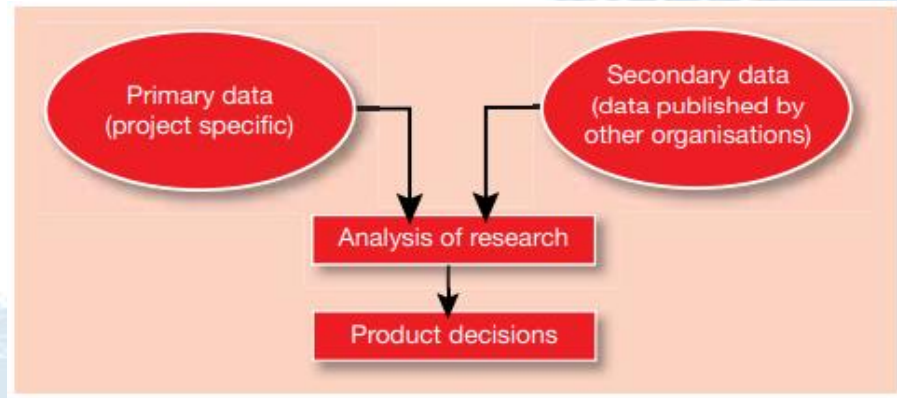 Primary data
(project specific)
Secondary data
(data published by
other organisations)
Analysis of research
Product decisions